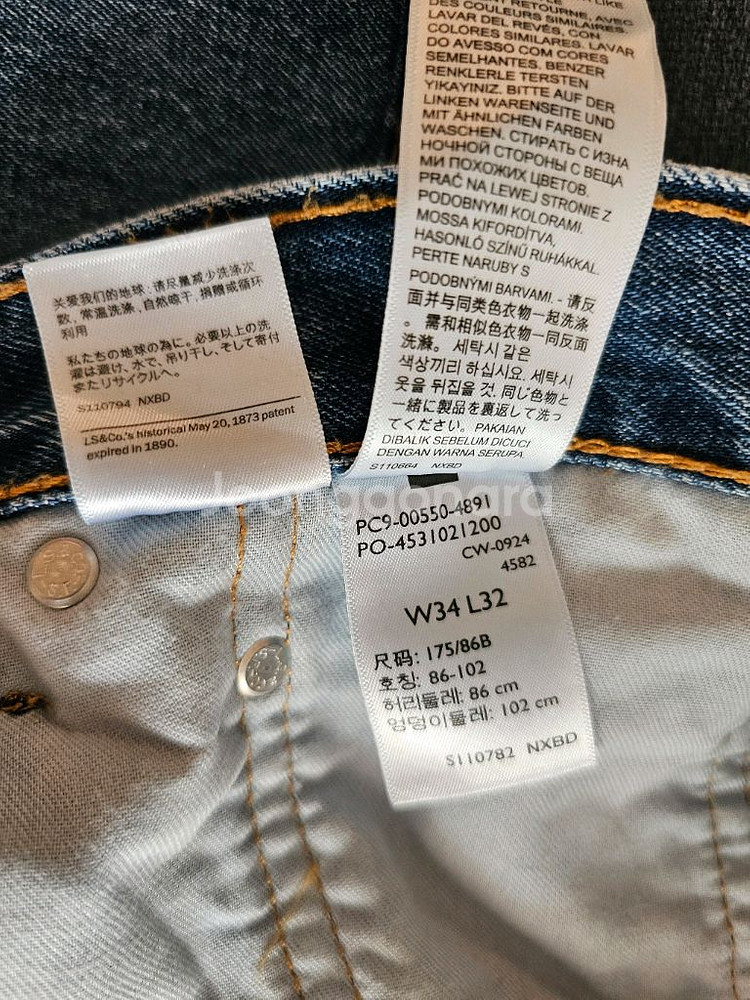 关爱我们的地球:请尽量减少洗涤次
数,常温洗涤,自然晾干,捐赠或循环
利用
私たちの地球の為に。必要以上の洗
濯は避け、水で、吊り干し、そして寄付
またリサイクルへ。
S110794 NXBD
LS&Co.'s historical May 20, 1873 patent
expired in 1890.
LIKE
RETOURNE, AVEC
DES COULEURS SIMILAIRES.
LAVAR DEL REVÉS, CON
COLORES SIMILARES. LAVAR
DO AVESSO COM CORES
SEMELHANTES. BENZER
RENKLERLE TERSTEN
YIKAYINIZ. BITTE AUF DER
LINKEN WARENSEITE UND
MIT ÄHNLICHEN FARBEN
WASCHEN. СТИРАТЬ С ИЗНА
НОЧНОЙ СТОРОНЫ С ВЕЩА
МИ ПОХОЖИХ ЦВЕТОВ.
PRAĆ NA LEWEJ STRONIE Z
PODOBNYMI KOLORAMI.
MOSSA KIFORDÍTVA,
HASONLÓ SZÍNŰ RUHÁKKAL.
PERTE NARUBY S
PODOBNÝMI BARVAMI. - 请反
面并与同类色衣物一起洗涤
。 需和相似色衣物一同反面
洗滌。 세탁시 같은
색상끼리 하십시요. 세탁시
옷을 뒤집을 것. 同じ色物と
一緒に製品を裏返して洗っ
てください。PAKAIAN
DIBALIK SEBELUM DICUCI
DENGAN WARNA SERUPA.
S110664 NXBD
PC9-00550-4891
PO-4531021200
CW-0924
4582
W34 L32
尺码: 175/86B
호칭: 86-102
허리둘레: 86 cm
엉덩이둘레: 102 cm
S110782 NXBD